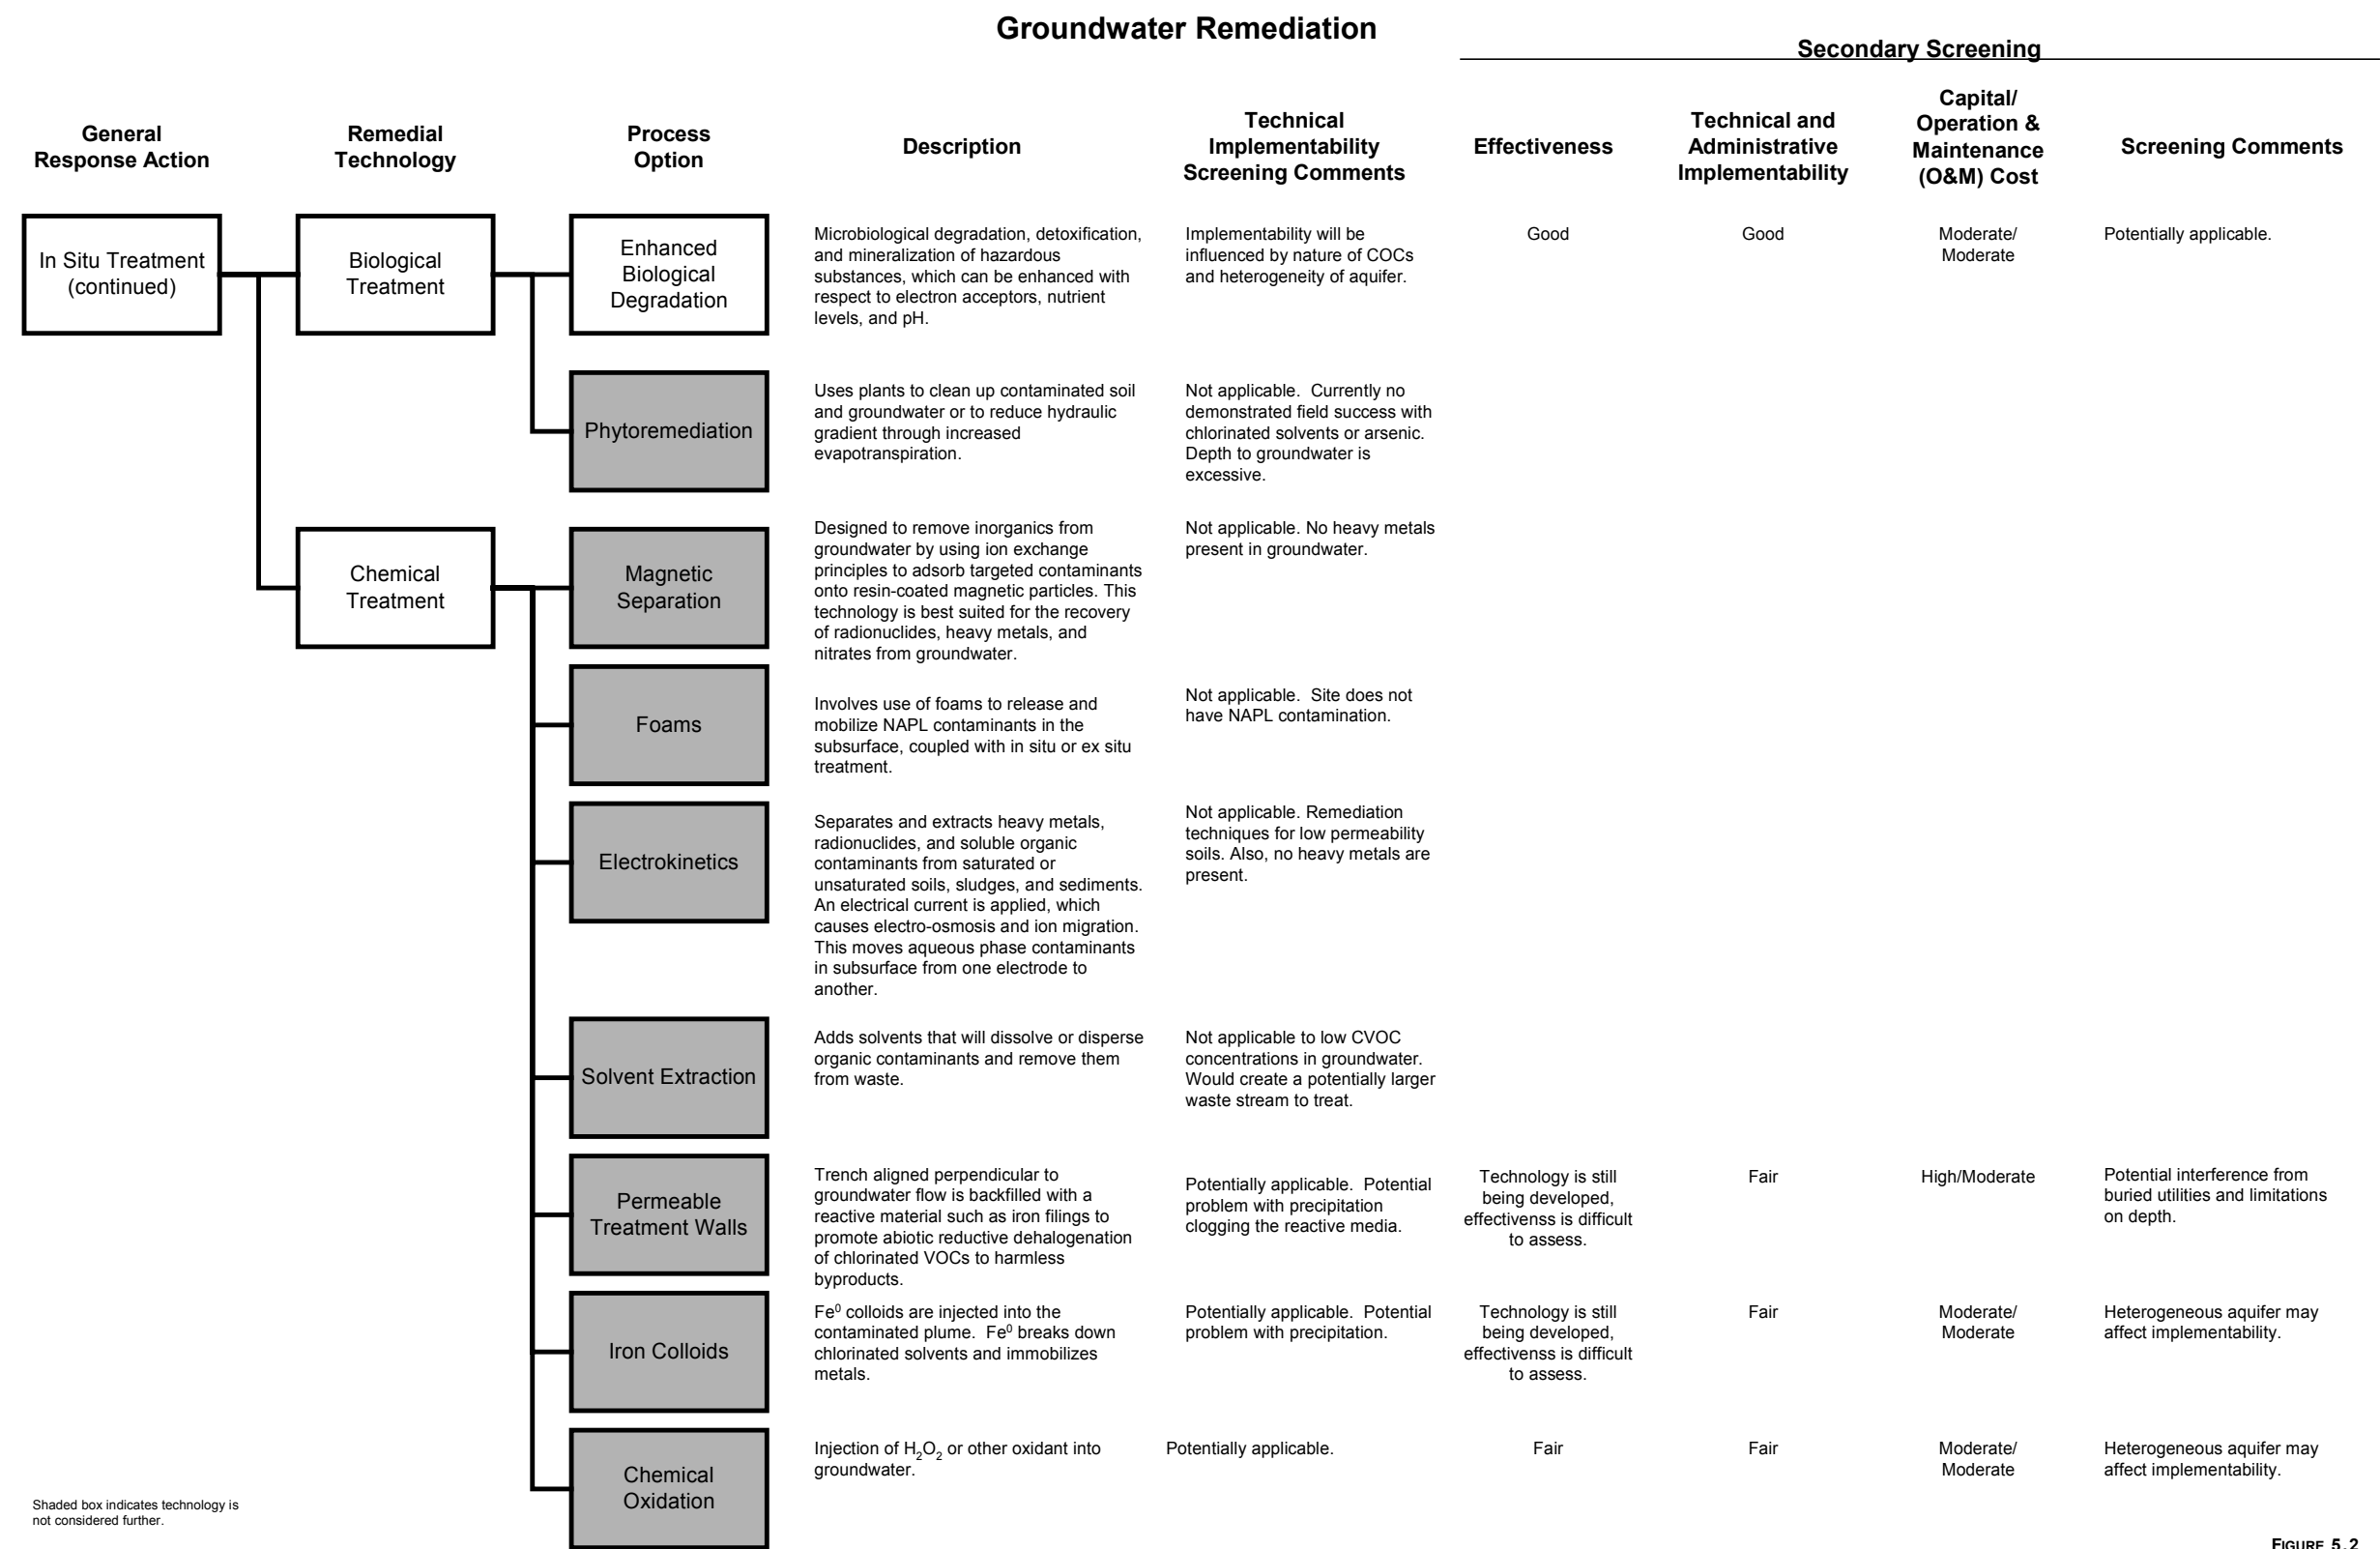 Groundwater Remediation
Secondary Screening
General
Response Action
Remedial
Technology
Process
Option
Description
Technical
Implementability
Screening Comments
Effectiveness
Technical and
Administrative
Implementability
Capital/
Operation &
Maintenance
(O&M) Cost
Screening Comments
In Situ Treatment
(continued)
Biological
Treatment
Enhanced
Biological
Degradation
Microbiological degradation, detoxification,
and mineralization of hazardous
substances, which can be enhanced with
respect to electron acceptors, nutrient
levels, and pH.
Implementability will be
influenced by nature of COCs
and heterogeneity of aquifer.
Good
Good
Moderate/
Moderate
Potentially applicable.
Phytoremediation
Uses plants to clean up contaminated soil
and groundwater or to reduce hydraulic
gradient through increased
evapotranspiration.
Not applicable.  Currently no
demonstrated field success with
chlorinated solvents or arsenic.
Depth to groundwater is
excessive.
Chemical
Treatment
Magnetic
Separation
Designed to remove inorganics from
groundwater by using ion exchange
principles to adsorb targeted contaminants
onto resin-coated magnetic particles. This
technology is best suited for the recovery
of radionuclides, heavy metals, and
nitrates from groundwater.
Not applicable. No heavy metals
present in groundwater.
Foams
Involves use of foams to release and
mobilize NAPL contaminants in the
subsurface, coupled with in situ or ex situ
treatment.
Not applicable.  Site does not
have NAPL contamination.
Electrokinetics
Separates and extracts heavy metals,
radionuclides, and soluble organic
contaminants from saturated or
unsaturated soils, sludges, and sediments.
An electrical current is applied, which
causes electro-osmosis and ion migration.
This moves aqueous phase contaminants
in subsurface from one electrode to
another.
Not applicable. Remediation
techniques for low permeability
soils. Also, no heavy metals are
present.
Solvent Extraction
Adds solvents that will dissolve or disperse
organic contaminants and remove them
from waste.
Not applicable to low CVOC
concentrations in groundwater.
Would create a potentially larger
waste stream to treat.
Permeable
Treatment Walls
Trench aligned perpendicular to
groundwater flow is backfilled with a
reactive material such as iron filings to
promote abiotic reductive dehalogenation
of chlorinated VOCs to harmless
byproducts.
Potentially applicable.  Potential
problem with precipitation
clogging the reactive media.
Technology is still
being developed,
effectivenss is difficult
to assess.
Fair
High/Moderate
Potential interference from
buried utilities and limitations
on depth.
Iron Colloids
Fe⁰ colloids are injected into the
contaminated plume.  Fe⁰ breaks down
chlorinated solvents and immobilizes
metals.
Potentially applicable.  Potential
problem with precipitation.
Technology is still
being developed,
effectivenss is difficult
to assess.
Fair
Moderate/
Moderate
Heterogeneous aquifer may
affect implementability.
Chemical
Oxidation
Injection of H₂O₂ or other oxidant into
groundwater.
Potentially applicable.
Fair
Fair
Moderate/
Moderate
Heterogeneous aquifer may
affect implementability.
Shaded box indicates technology is
not considered further.
FIGURE 5.2